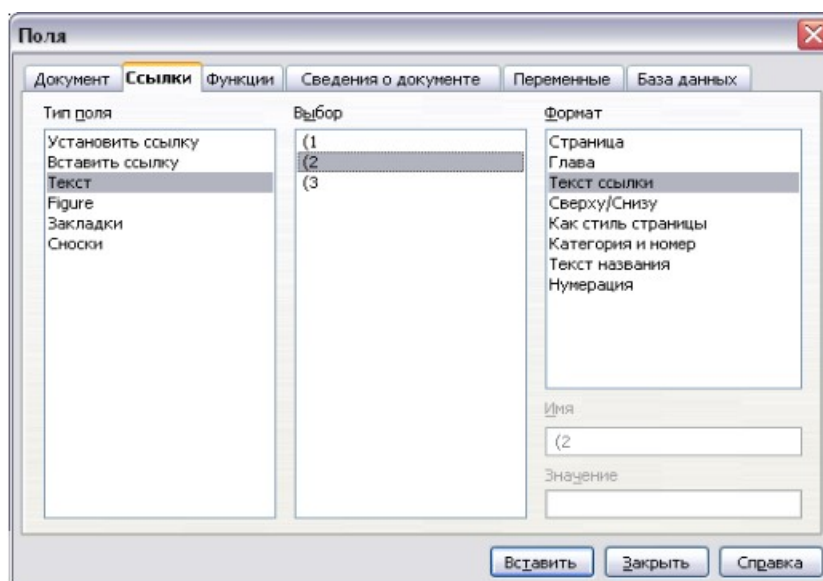 Поля
Документ Ссылки Функции Сведения о документе Переменные База данных
Тип поля
Установить ссылку
Вставить ссылку
Текст
Figure
Закладки
Сноски
Выбор
(1
(2
(3
Формат
Страница
Глава
Текст ссылки
Сверху/Снизу
Как стиль страницы
Категория и номер
Текст названия
Нумерация
Имя
(2
Значение
Вставить Закрыть Справка